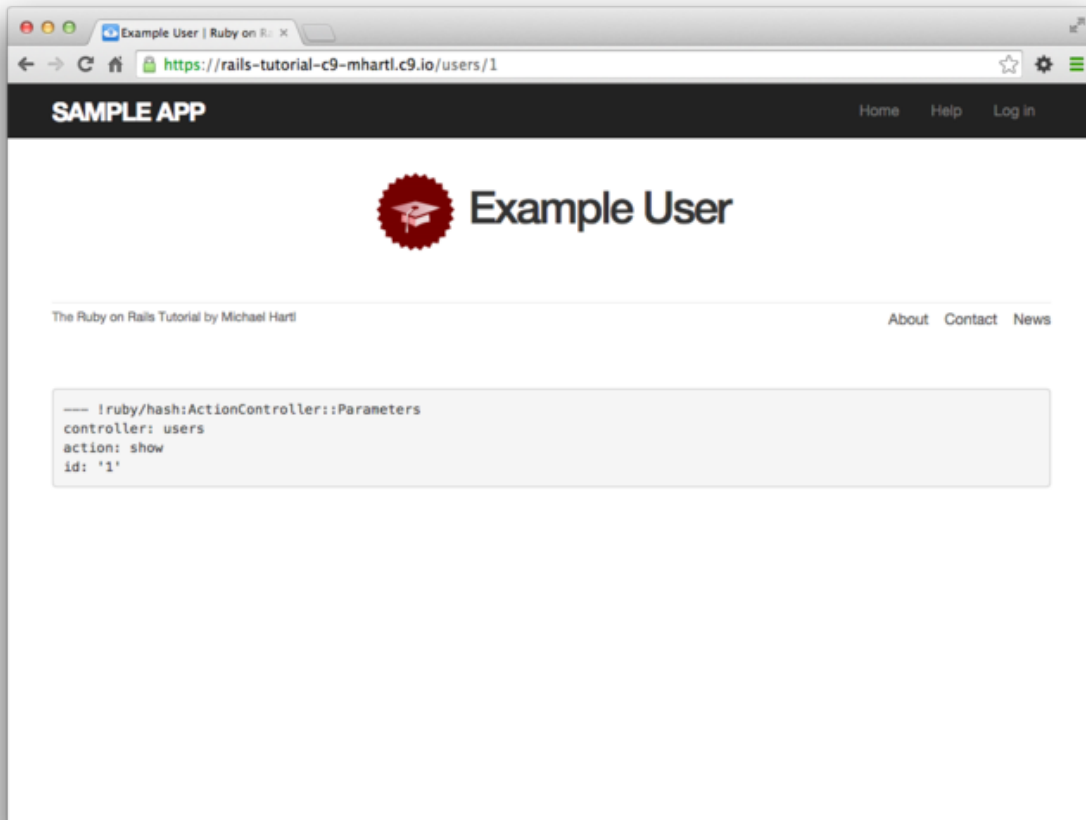 Example User | Ruby on Ra
https://rails-tutorial-c9-mhartl.c9.io/users/1
SAMPLE APP
Home Help Log in
Example User
The Ruby on Rails Tutorial by Michael Hartl
About Contact News
--- !ruby/hash:ActionController::Parameters
controller: users
action: show
id: '1'